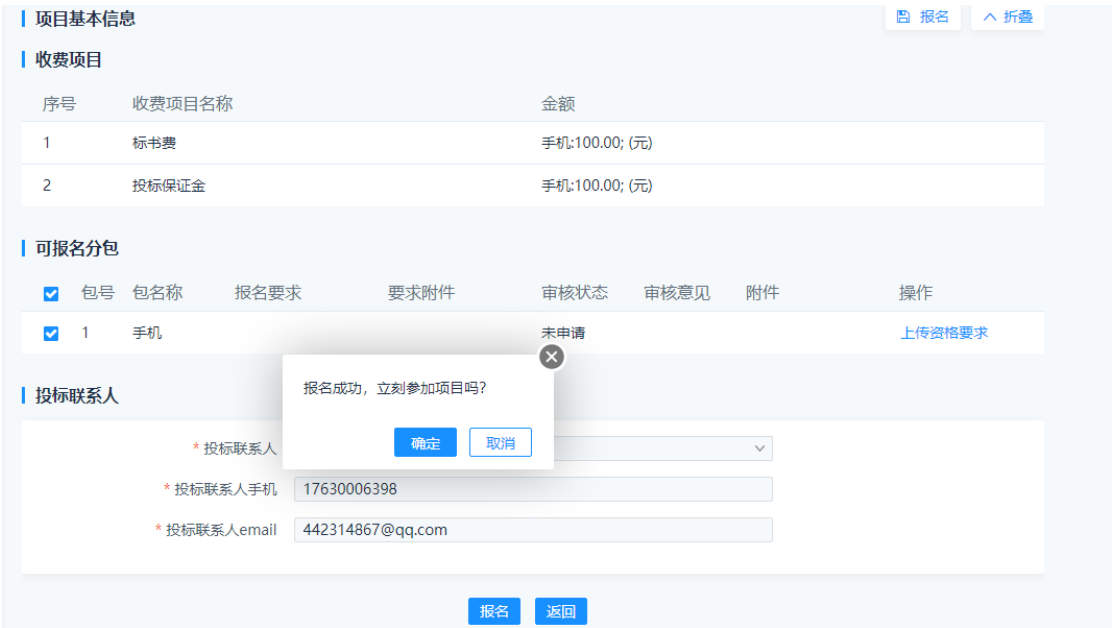 项目基本信息 报名 折叠
收费项目
序号 收费项目名称 金额
1 标书费 手机:100.00; (元)
2 投标保证金 手机:100.00; (元)
可报名分包
包号 包名称 报名要求 要求附件 审核状态 审核意见 附件 操作
1 手机 未申请 上传资格要求
报名成功，立刻参加项目吗?
确定 取消
投标联系人
* 投标联系人
* 投标联系人手机 17630006398
* 投标联系人email 442314867@qq.com
报名 返回